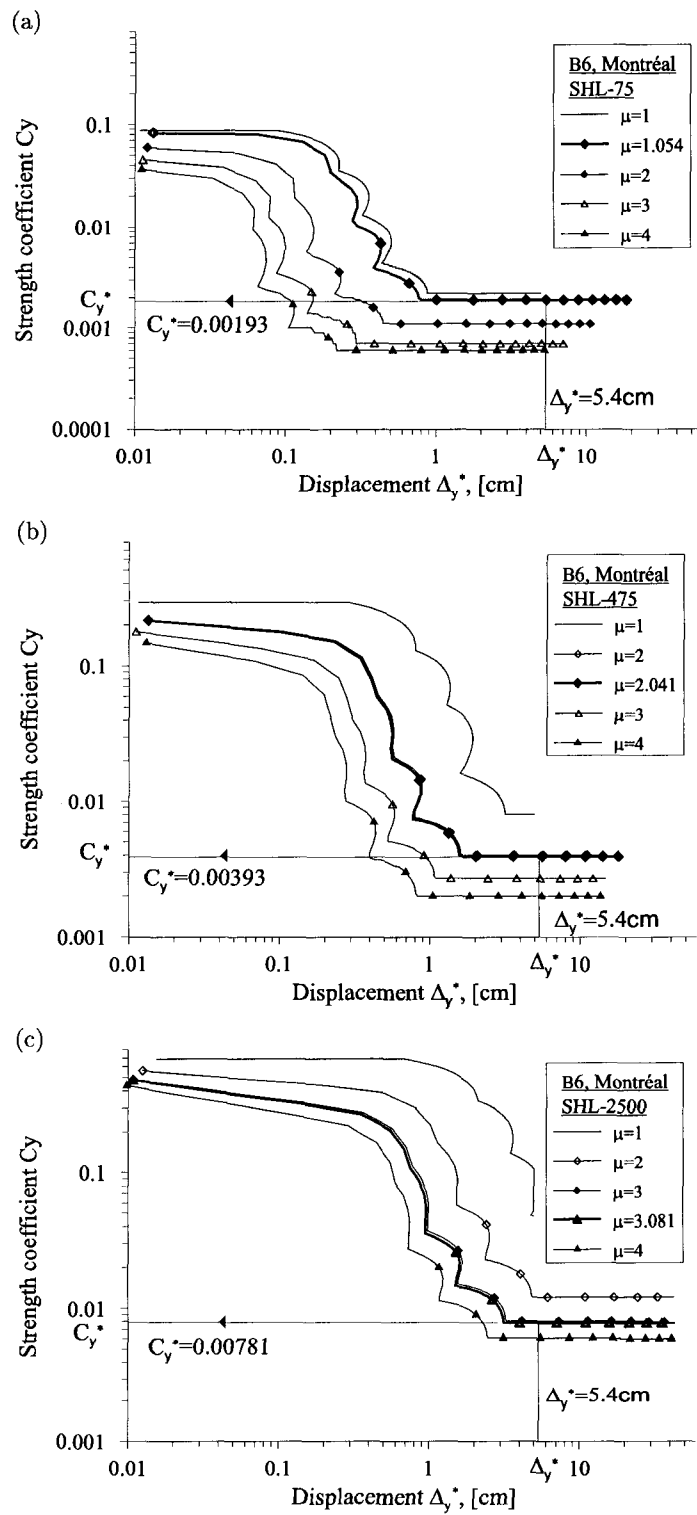 (a)
B6, Montréal
SHL-75
μ=1
μ=1.054
μ=2
μ=3
μ=4
Strength coefficient Cy
0.1
0.01
Cy*
0.001
0.0001
Cy*=0.00193
Δy*=5.4cm
0.01
0.1
1
Δy*
10
Displacement Δy*, [cm]
(b)
B6, Montréal
SHL-475
μ=1
μ=2
μ=2.041
μ=3
μ=4
Strength coefficient Cy
0.1
0.01
Cy*
0.001
Cy*=0.00393
Δy*=5.4cm
0.01
0.1
1
Δy*
10
Displacement Δy*, [cm]
(c)
B6, Montréal
SHL-2500
μ=1
μ=2
μ=3
μ=3.081
μ=4
Strength coefficient Cy
0.1
0.01
Cy*
0.001
Cy*=0.00781
Δy*=5.4cm
0.01
0.1
1
Δy*
10
Displacement Δy*, [cm]